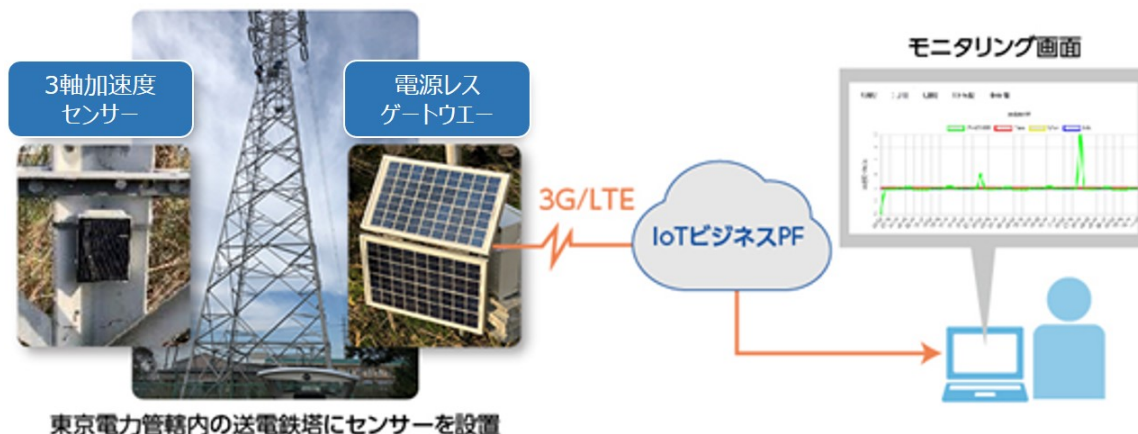 3軸加速度
センサー
電源レス
ゲートウエー
3G/LTE
IoTビジネスPF
モニタリング画面
東京電力管轄内の送電鉄塔にセンサーを設置